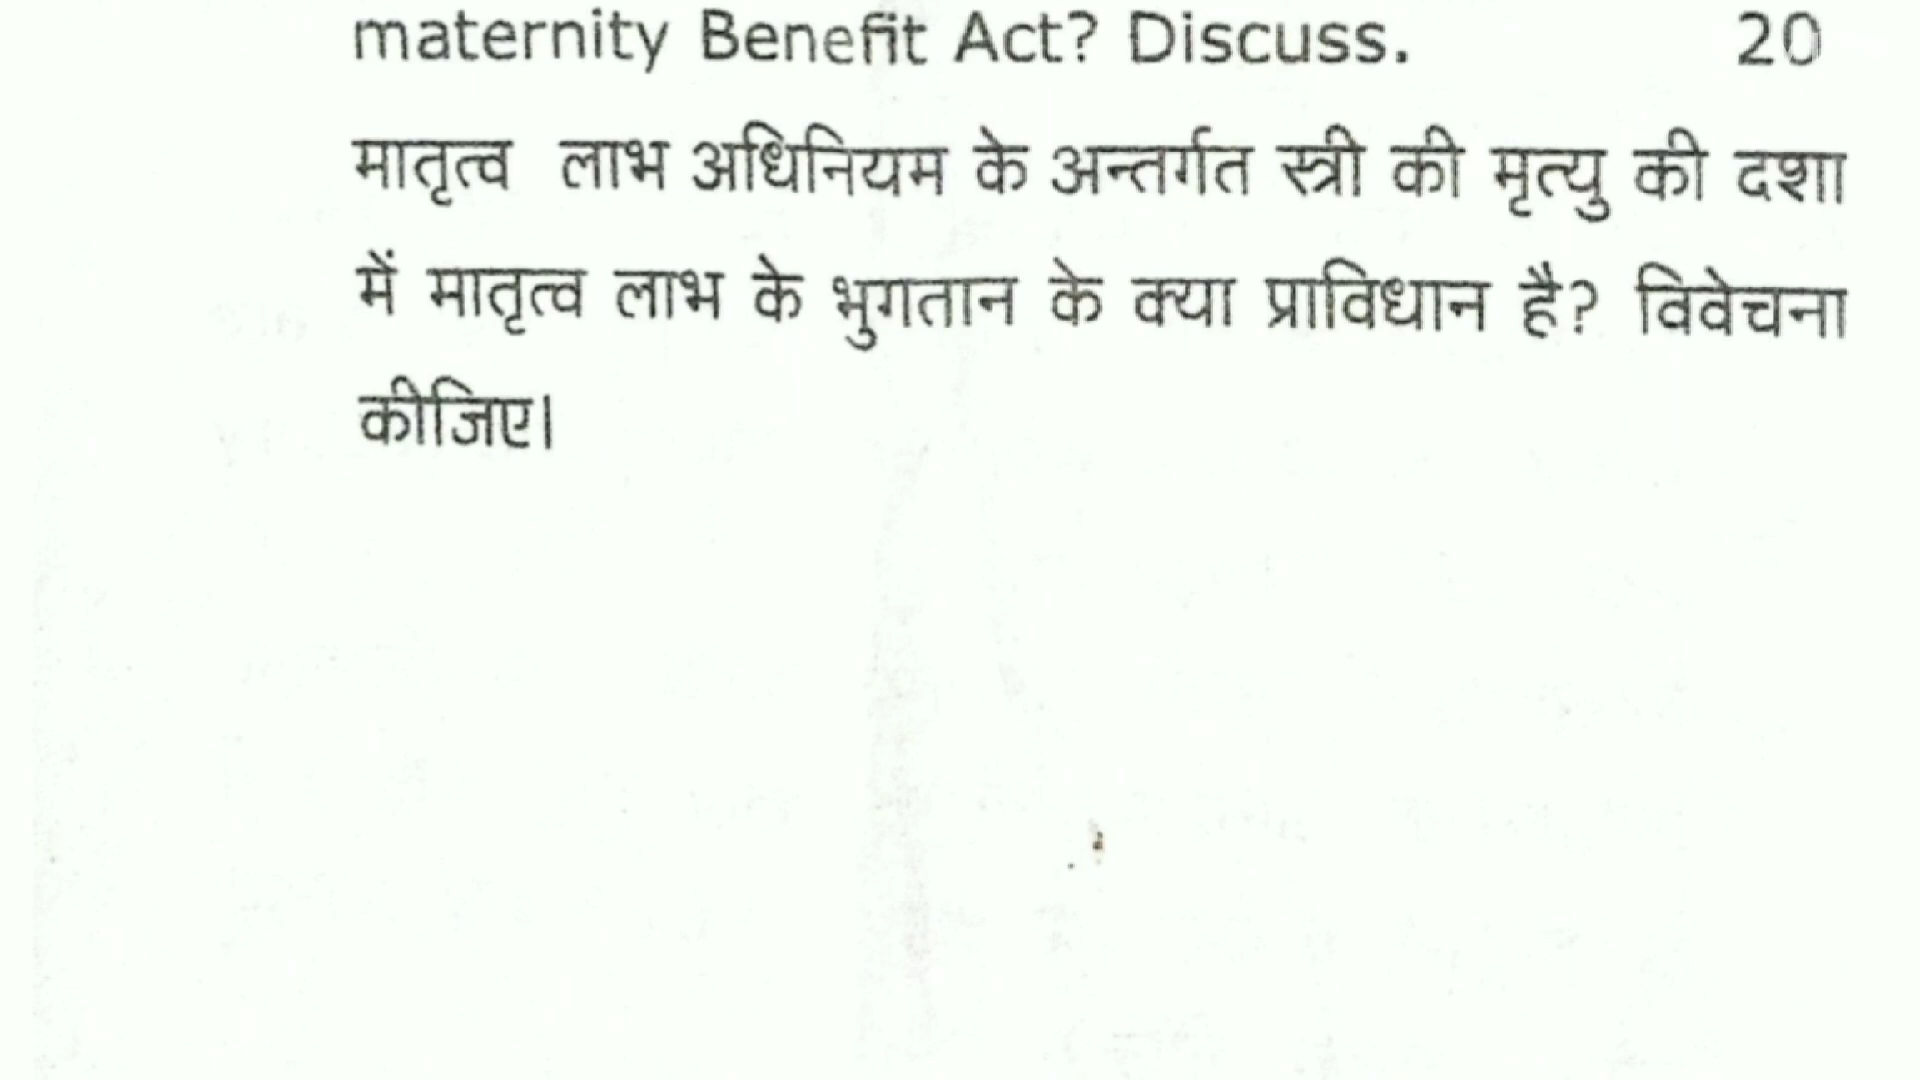 maternity Benefit Act? Discuss. 20
मातृत्व लाभ अधिनियम के अन्तर्गत स्त्री की मृत्यु की दशा
में मातृत्व लाभ के भुगतान के क्या प्राविधान है? विवेचना
कीजिए।